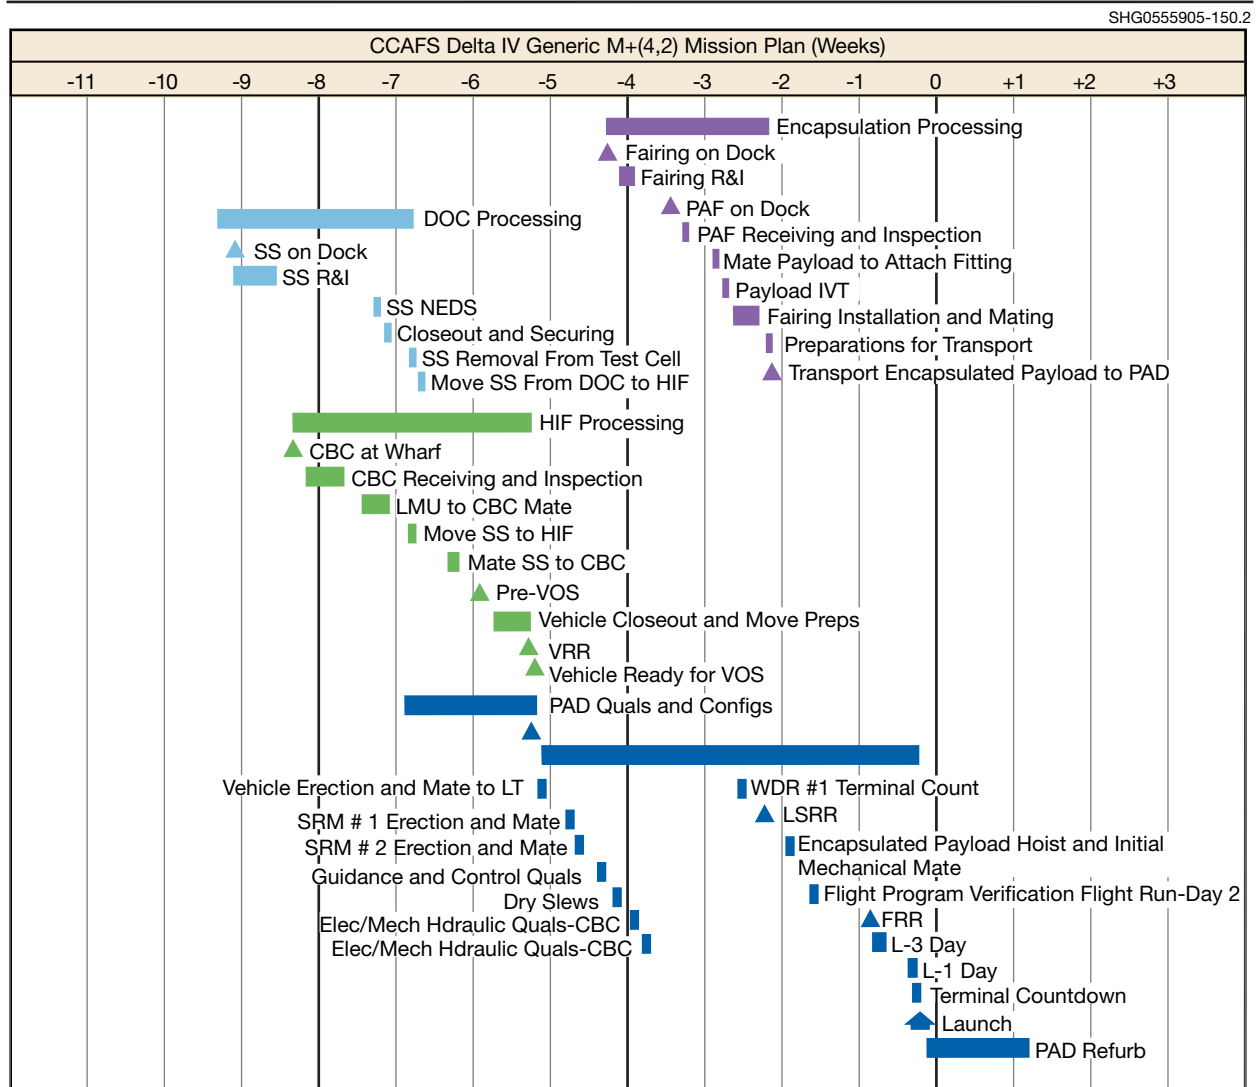 SHG0555905-150.2
CCAFS Delta IV Generic M+(4,2) Mission Plan (Weeks)
-11 -10 -9 -8 -7 -6 -5 -4 -3 -2 -1 0 +1 +2 +3
Encapsulation Processing
Fairing on Dock
Fairing R&I
PAF on Dock
DOC Processing
PAF Receiving and Inspection
SS on Dock
Mate Payload to Attach Fitting
SS R&I
Payload IVT
SS NEDS
Fairing Installation and Mating
Closeout and Securing
Preparations for Transport
SS Removal From Test Cell
Transport Encapsulated Payload to PAD
Move SS From DOC to HIF
HIF Processing
CBC at Wharf
CBC Receiving and Inspection
LMU to CBC Mate
Move SS to HIF
Mate SS to CBC
Pre-VOS
Vehicle Closeout and Move Preps
VRR
Vehicle Ready for VOS
PAD Quals and Configs
Vehicle Erection and Mate to LT
WDR #1 Terminal Count
LSRR
SRM # 1 Erection and Mate
Encapsulated Payload Hoist and Initial
Mechanical Mate
SRM # 2 Erection and Mate
Guidance and Control Quals
Flight Program Verification Flight Run-Day 2
Dry Slews
FRR
Elec/Mech Hdraulic Quals-CBC
L-3 Day
Elec/Mech Hdraulic Quals-CBC
L-1 Day
Terminal Countdown
Launch
PAD Refurb